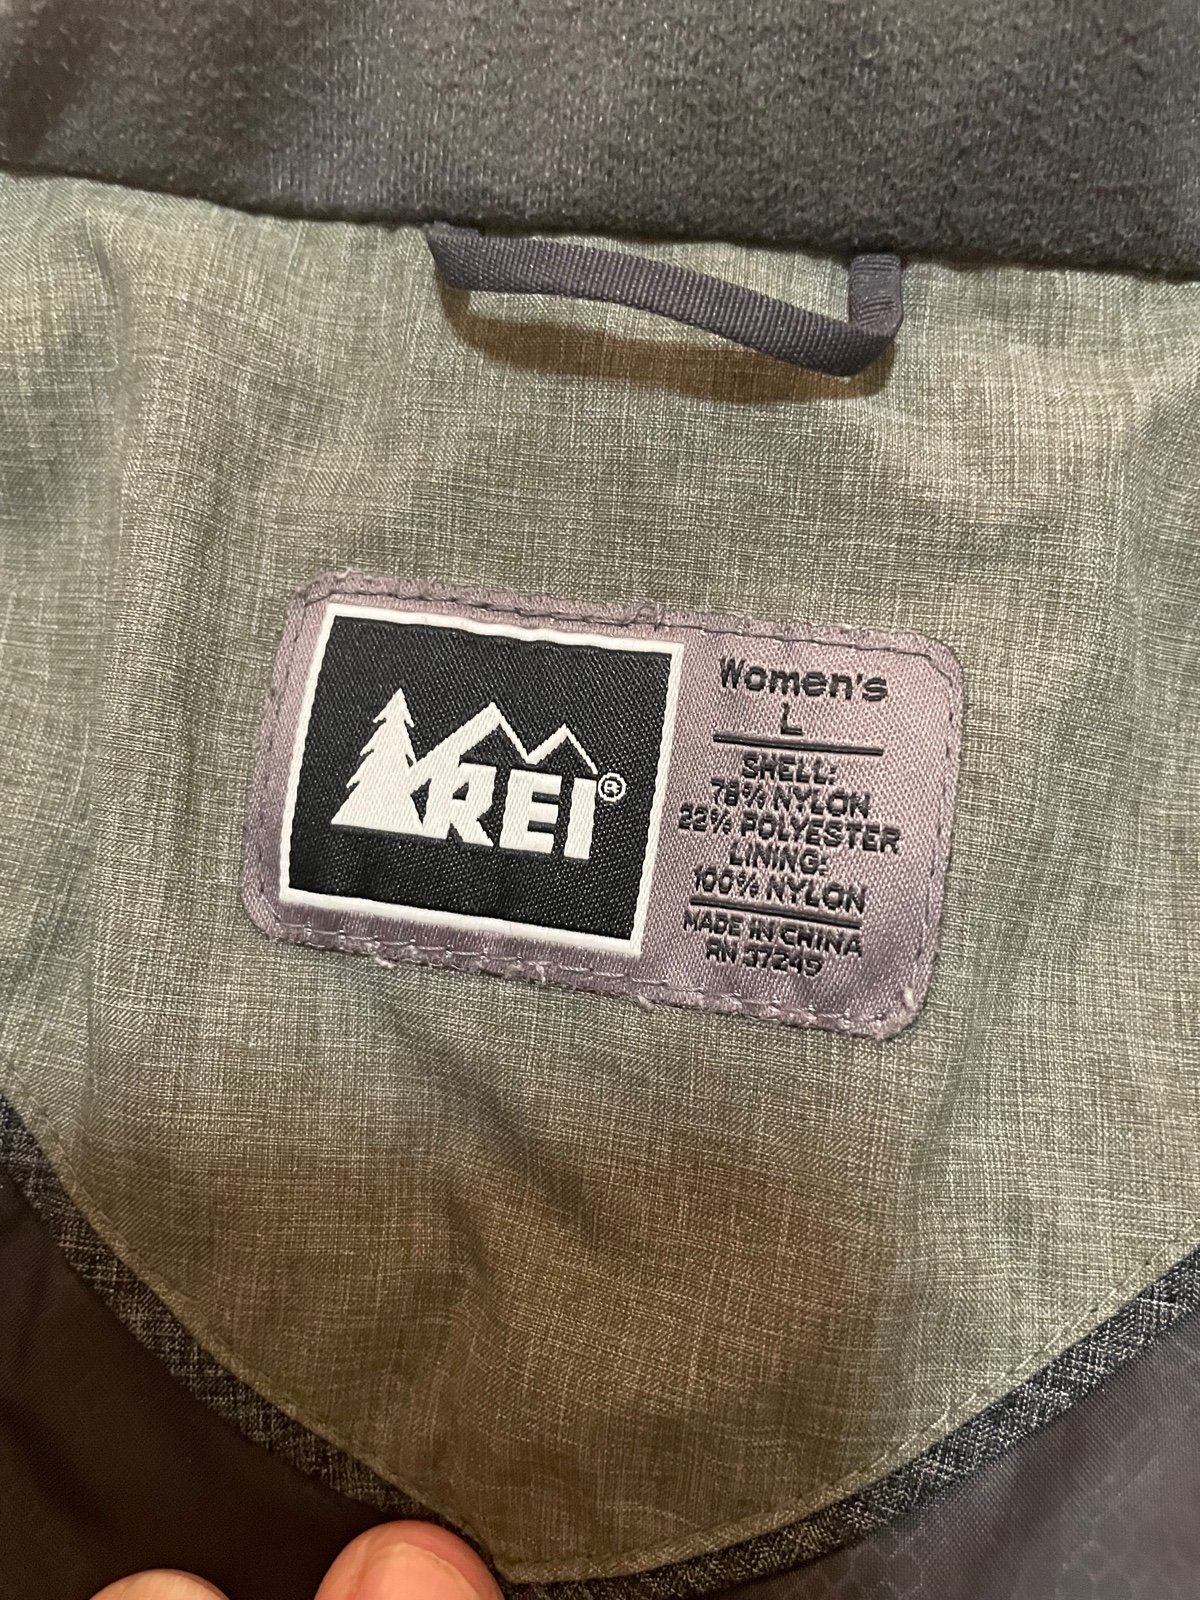 REI®
Women's
L
SHELL:
78% NYLON
22% POLYESTER
LINING:
100% NYLON
MADE IN CHINA
RN 37249